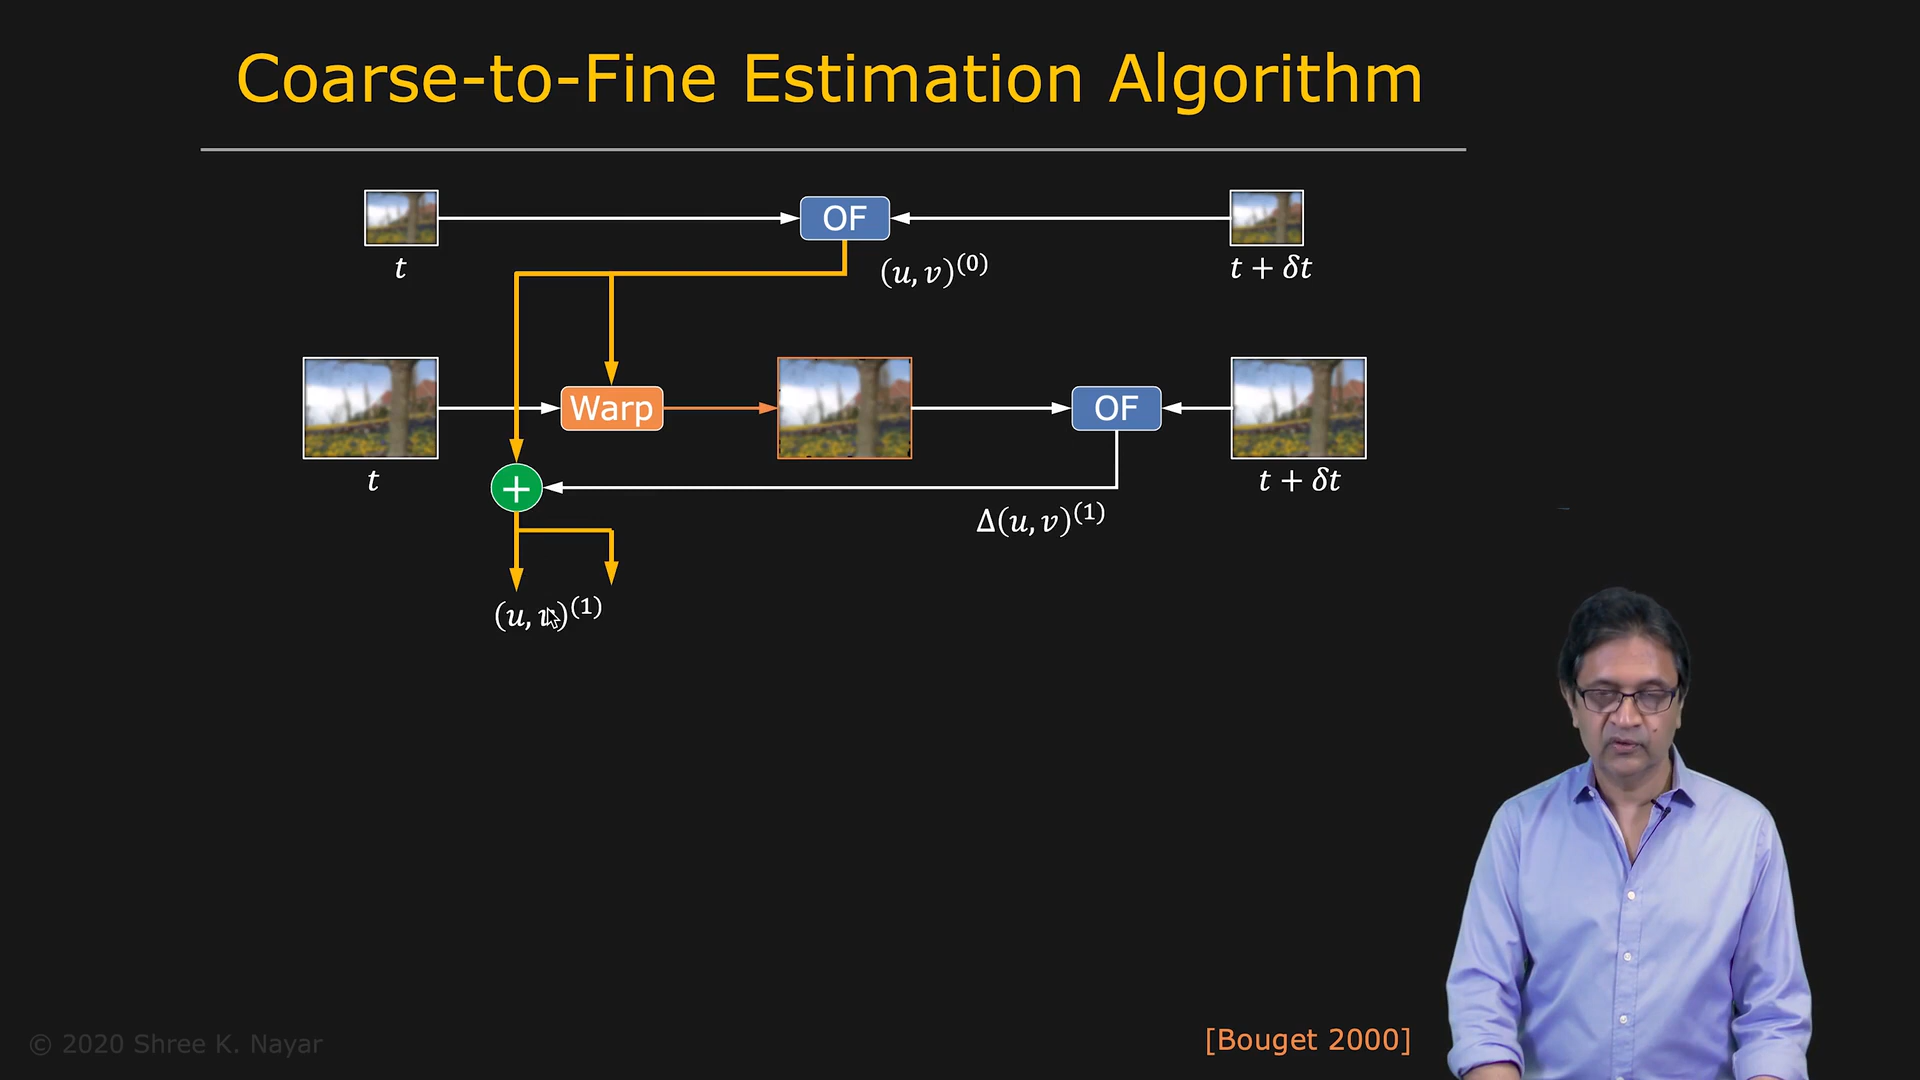 Coarse-to-Fine Estimation Algorithm
OF
t
(u, v)^(0)
t + δt
Warp
OF
t
+
t + δt
Δ(u, v)^(1)
(u, v)^(1)
© 2020 Shree K. Nayar
[Bouget 2000]